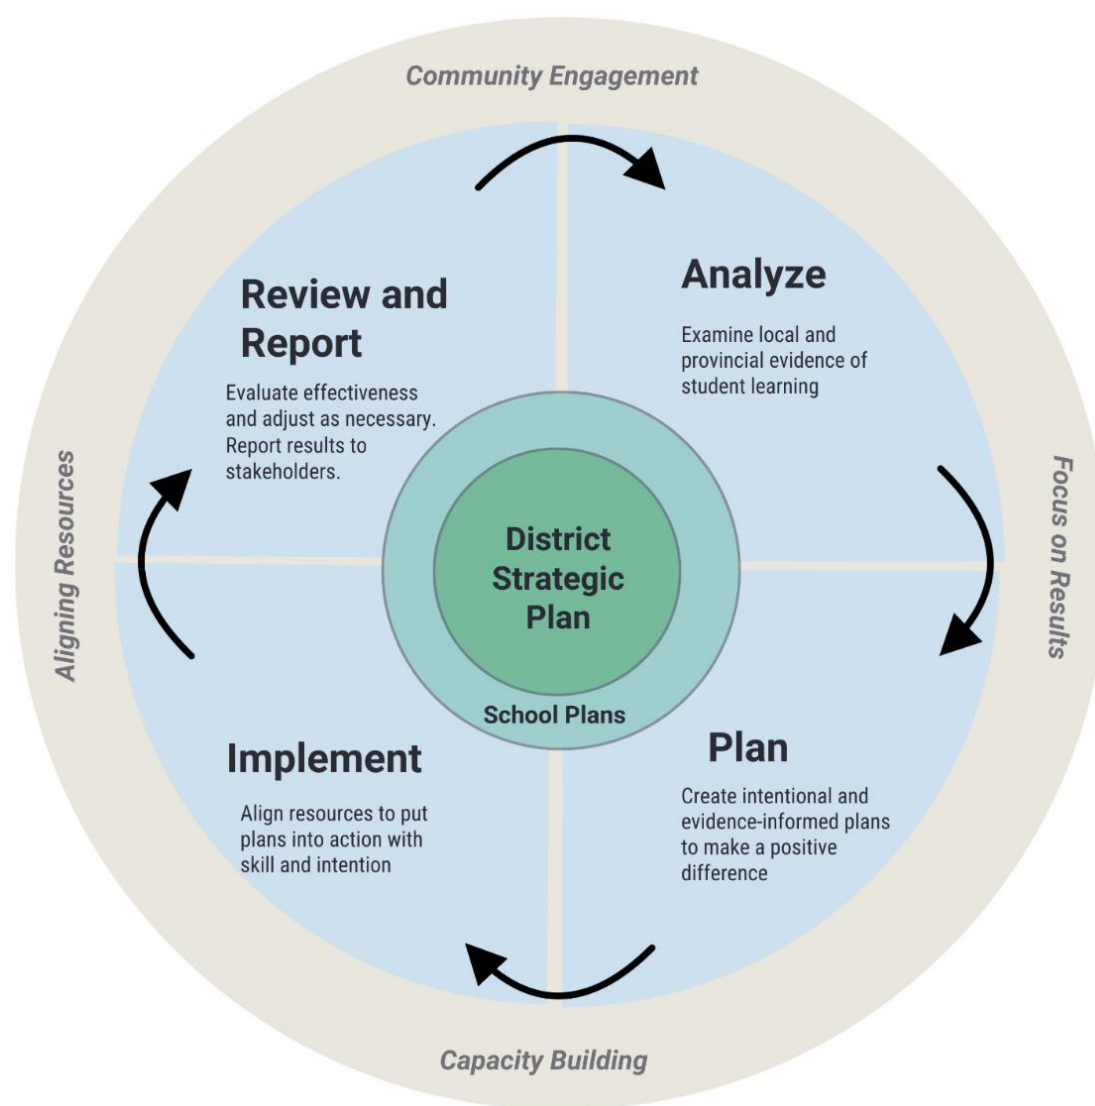 Community Engagement
Review and
Report
Evaluate effectiveness
and adjust as necessary.
Report results to
stakeholders.
Analyze
Examine local and
provincial evidence of
student learning
Aligning Resources
Focus on Results
District
Strategic
Plan
School Plans
Implement
Align resources to put
plans into action with
skill and intention
Plan
Create intentional and
evidence-informed plans
to make a positive
difference
Capacity Building